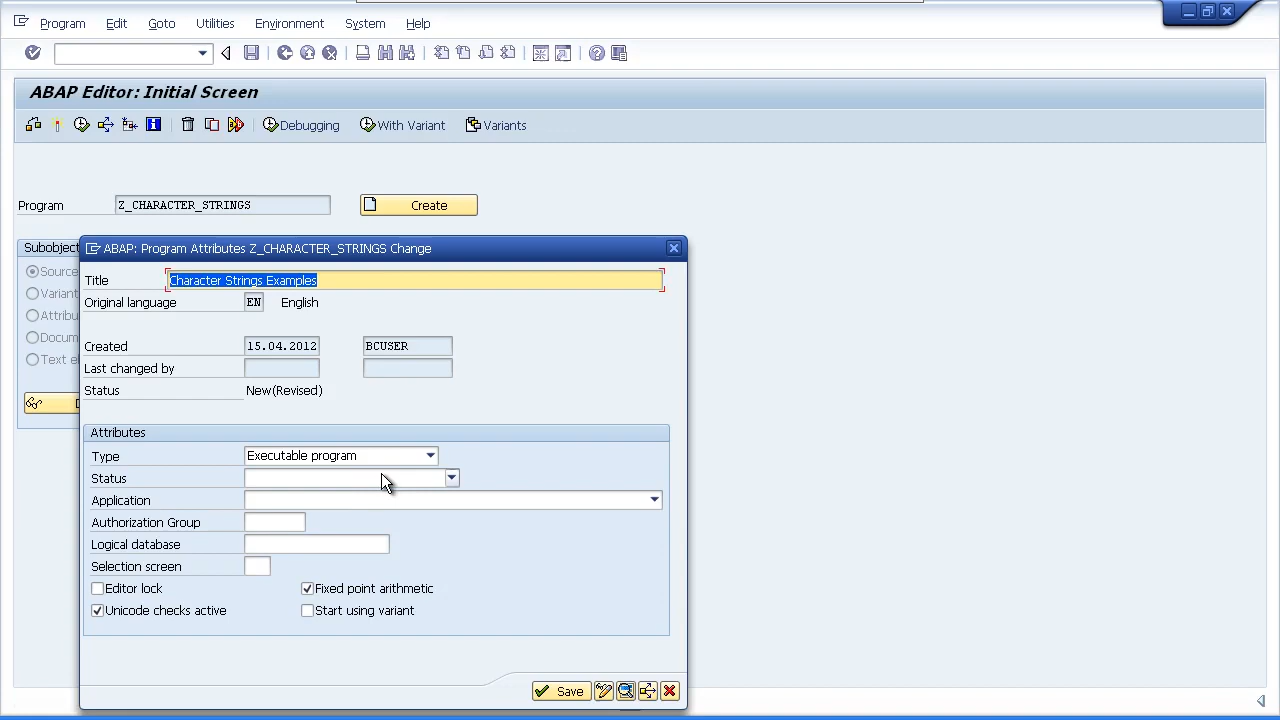 Program Edit Goto Utilities Environment System Help
ABAP Editor: Initial Screen
Debugging With Variant Variants
Program Z_CHARACTER_STRINGS Create
Subobject
ABAP: Program Attributes Z_CHARACTER_STRINGS Change
Source
Title Character Strings Examples
Variant
Original language EN English
Attribu
Docum
Created 15.04.2012 BCUSER
Text el
Last changed by
Status New(Revised)
Attributes
Type Executable program
Status
Application
Authorization Group
Logical database
Selection screen
Editor lock Fixed point arithmetic
Unicode checks active Start using variant
Save